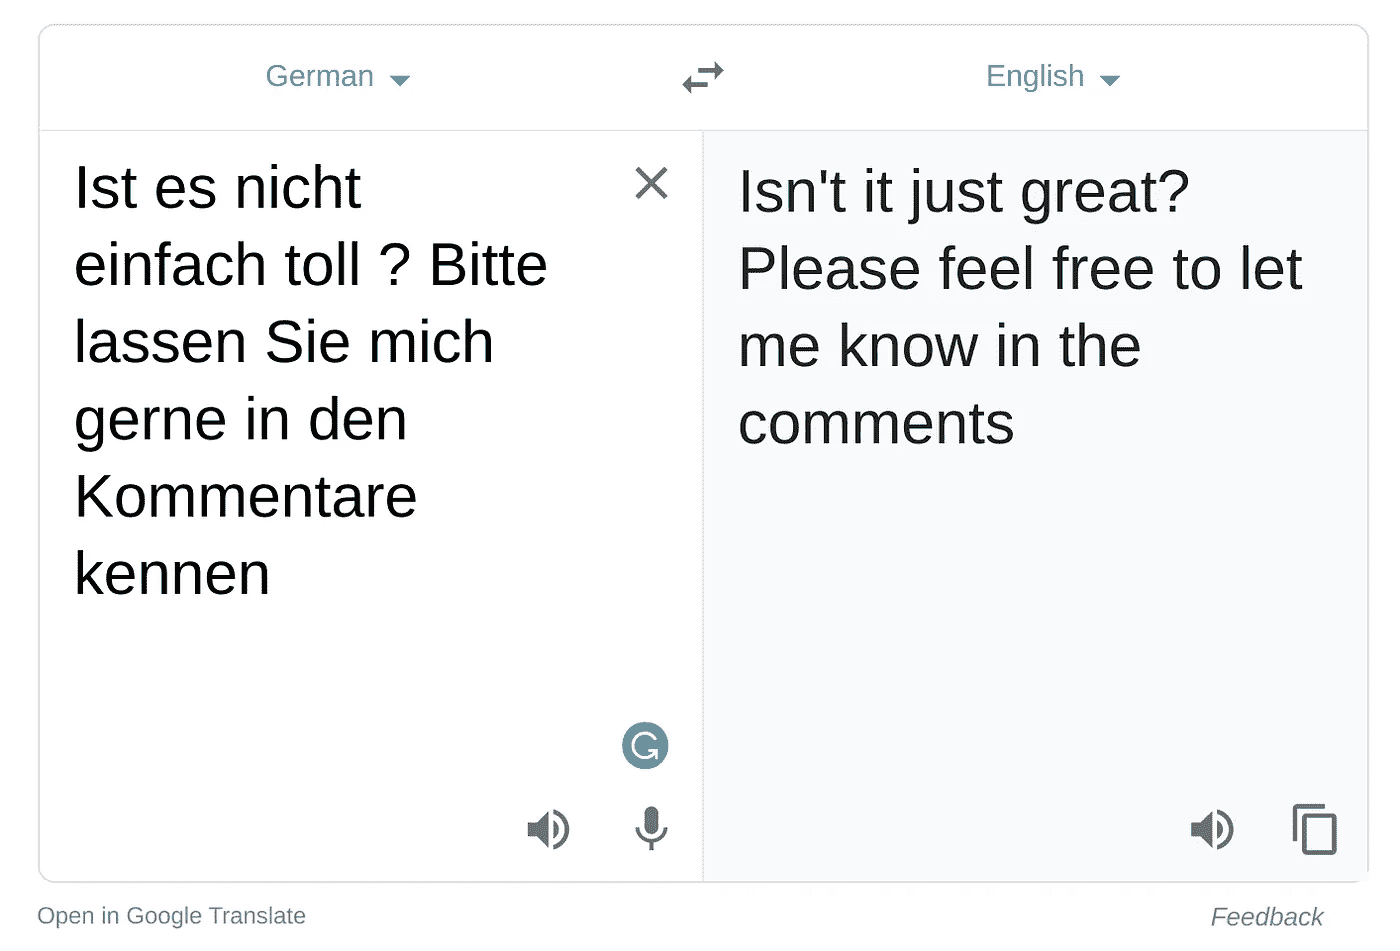 German
English
Ist es nicht
einfach toll ? Bitte
lassen Sie mich
gerne in den
Kommentare
kennen
Isn't it just great?
Please feel free to let
me know in the
comments
Open in Google Translate
Feedback